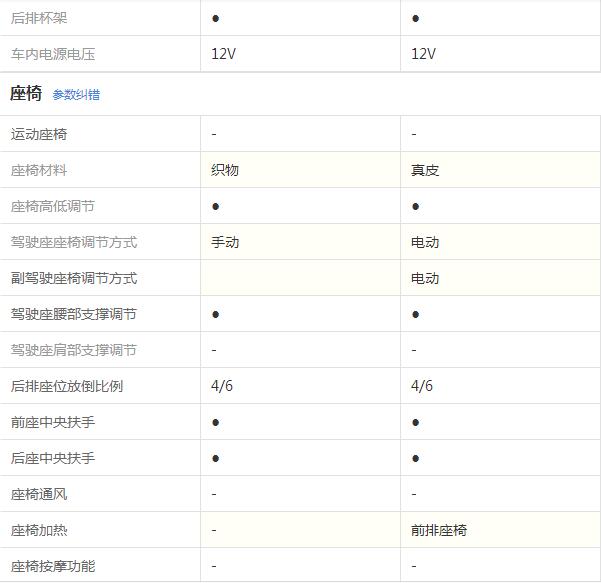 后排杯架 ● ●
车内电源电压 12V 12V
座椅 参数纠错
运动座椅 - -
座椅材料 织物 真皮
座椅高低调节 ● ●
驾驶座座椅调节方式 手动 电动
副驾驶座椅调节方式 电动
驾驶座腰部支撑调节 ● ●
驾驶座肩部支撑调节 - -
后排座位放倒比例 4/6 4/6
前座中央扶手 ● ●
后座中央扶手 ● ●
座椅通风 - -
座椅加热 - 前排座椅
座椅按摩功能 - -